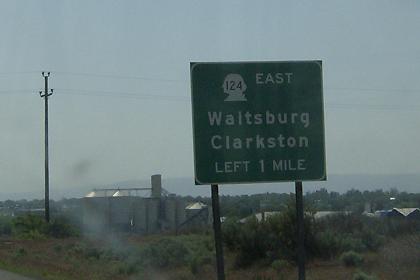 124 EAST
Waitsburg
Clarkston
LEFT 1 MILE